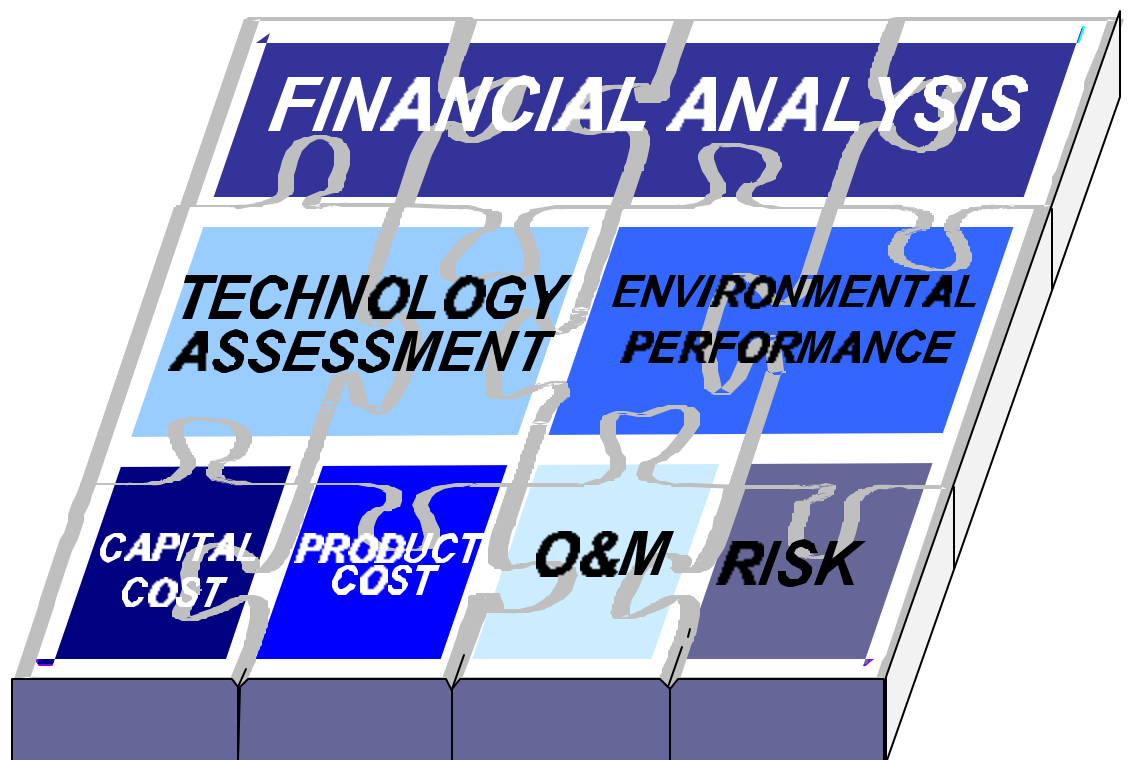 FINANCIAL ANALYSIS
TECHNOLOGY
ASSESSMENT
ENVIRONMENTAL
PERFORMANCE
CAPITAL
COST
PRODUCT
COST
O&M
RISK